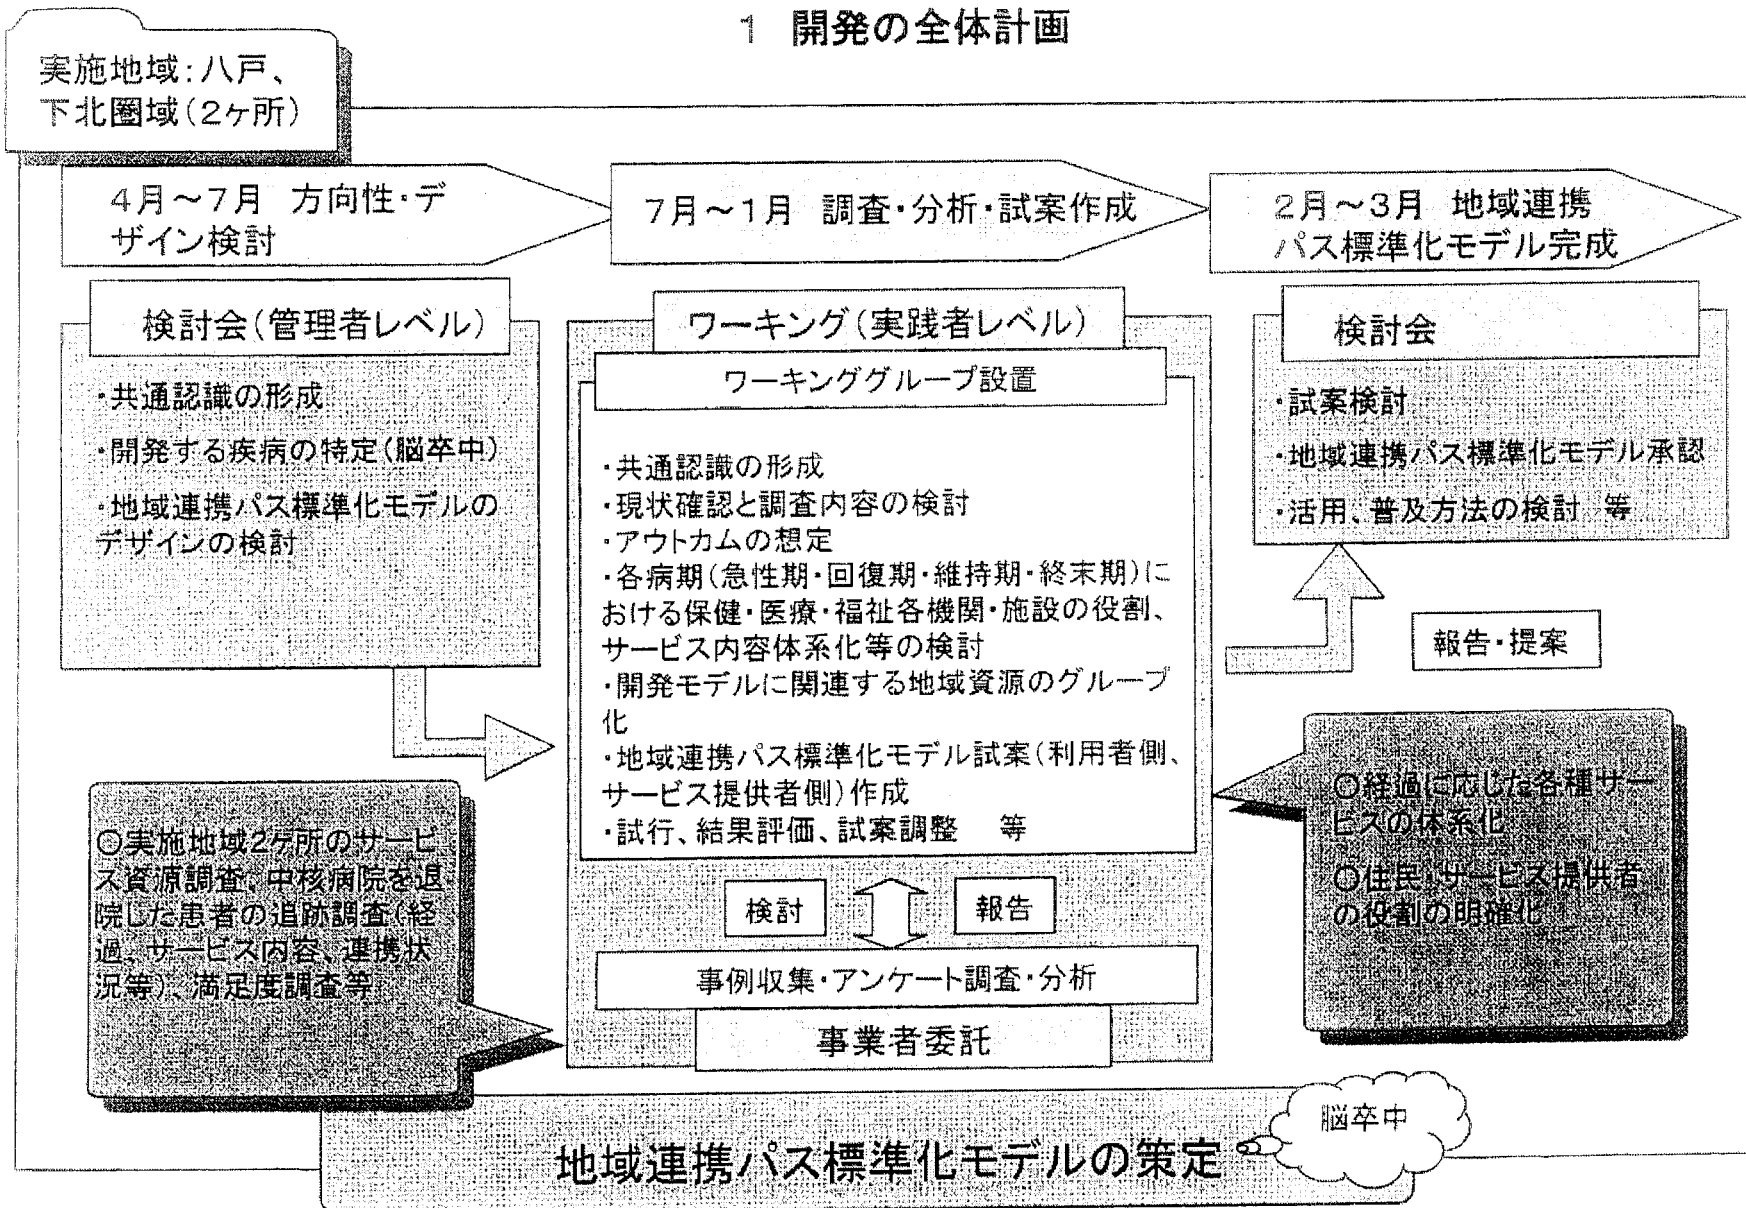 1 開発の全体計画
実施地域:八戸、
下北圏域(2ヶ所)
4月～7月 方向性・デ
ザイン検討
7月～1月 調査・分析・試案作成
2月～3月 地域連携
パス標準化モデル完成
検討会(管理者レベル)
・共通認識の形成
・開発する疾病の特定(脳卒中)
・地域連携パス標準化モデルの
デザインの検討
ワーキング(実践者レベル)
ワーキンググループ設置
・共通認識の形成
・現状確認と調査内容の検討
・アウトカムの想定
・各病期(急性期・回復期・維持期・終末期)に
おける保健・医療・福祉各機関・施設の役割、
サービス内容体系化等の検討
・開発モデルに関連する地域資源のグループ
化
・地域連携パス標準化モデル試案(利用者側、
サービス提供者側)作成
・試行、結果評価、試案調整 等
検討
報告
事例収集・アンケート調査・分析
事業者委託
検討会
・試案検討
・地域連携パス標準化モデル承認
・活用、普及方法の検討 等
報告・提案
○経過に応じた各種サー
ビスの体系化
○住民・サービス提供者
の役割の明確化
○実施地域2ケ所のサービ
ス資源調査、中核病院を退
院した患者の追跡調査(経
過、サービス内容、連携状
況等)、満足度調査等
地域連携パス標準化モデルの策定
脳卒中